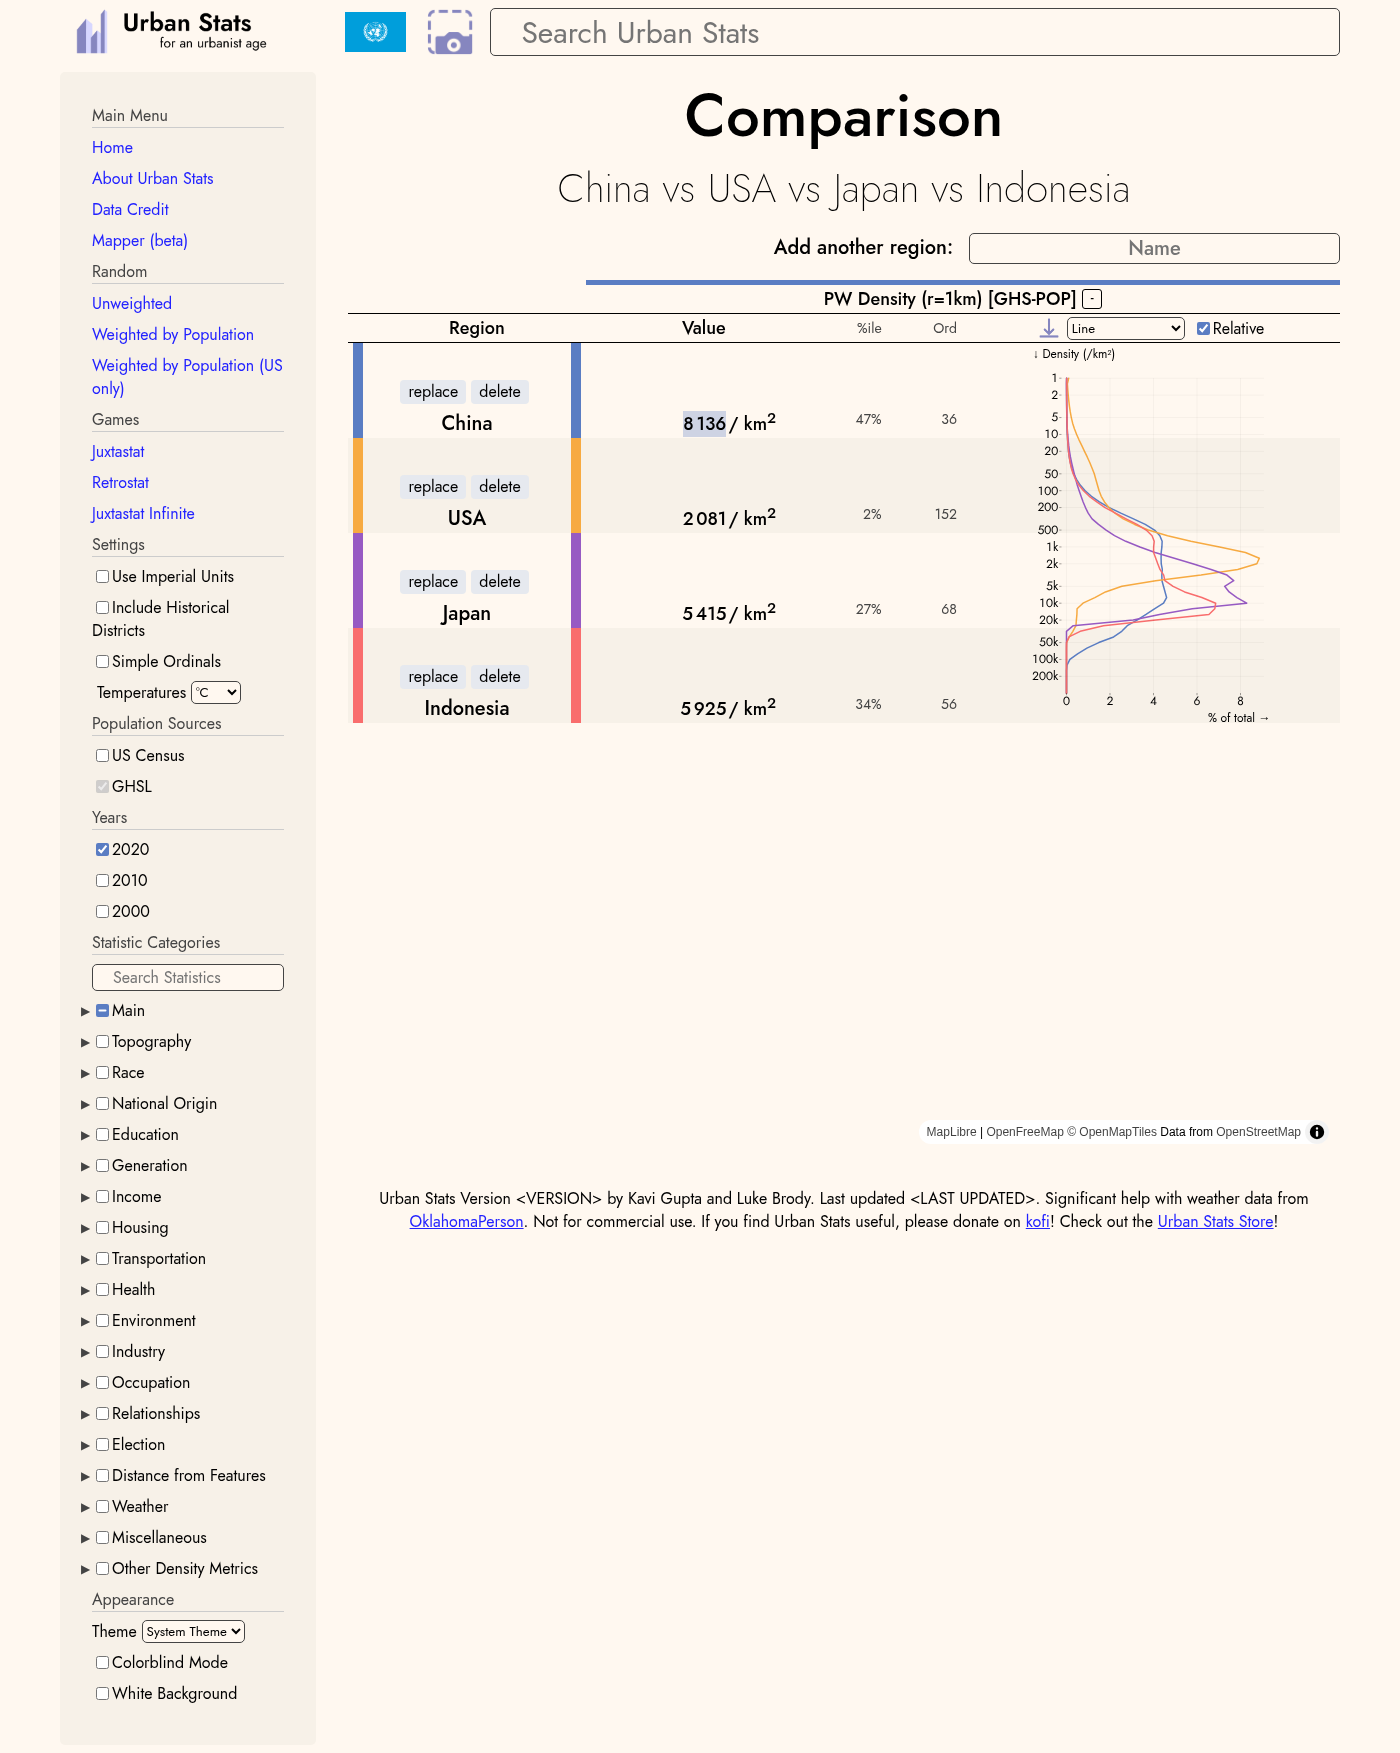 Urban Stats
for an urbanist age
Search Urban Stats
Main Menu
Home
About Urban Stats
Data Credit
Mapper (beta)
Random
Unweighted
Weighted by Population
Weighted by Population (US
only)
Games
Juxtastat
Retrostat
Juxtastat Infinite
Settings
Use Imperial Units
Include Historical
Districts
Simple Ordinals
Temperatures °C
Population Sources
US Census
GHSL
Years
2020
2010
2000
Statistic Categories
Search Statistics
▶ Main
▶ Topography
▶ Race
▶ National Origin
▶ Education
▶ Generation
▶ Income
▶ Housing
▶ Transportation
▶ Health
▶ Environment
▶ Industry
▶ Occupation
▶ Relationships
▶ Election
▶ Distance from Features
▶ Weather
▶ Miscellaneous
▶ Other Density Metrics
Appearance
Theme System Theme
Colorblind Mode
White Background
Comparison
China vs USA vs Japan vs Indonesia
Add another region: Name
PW Density (r=1km) [GHS-POP] -
Region Value %ile Ord Line Relative
replace delete
China 8 136 / km² 47% 36
replace delete
USA 2 081 / km² 2% 152
replace delete
Japan 5 415 / km² 27% 68
replace delete
Indonesia 5 925 / km² 34% 56
↓ Density (/km²)
1
2
5
10
20
50
100
200
500
1k
2k
5k
10k
20k
50k
100k
200k
0 2 4 6 8
% of total →
MapLibre | OpenFreeMap © OpenMapTiles Data from OpenStreetMap
Urban Stats Version <VERSION> by Kavi Gupta and Luke Brody. Last updated <LAST UPDATED>. Significant help with weather data from
OklahomaPerson. Not for commercial use. If you find Urban Stats useful, please donate on kofi! Check out the Urban Stats Store!